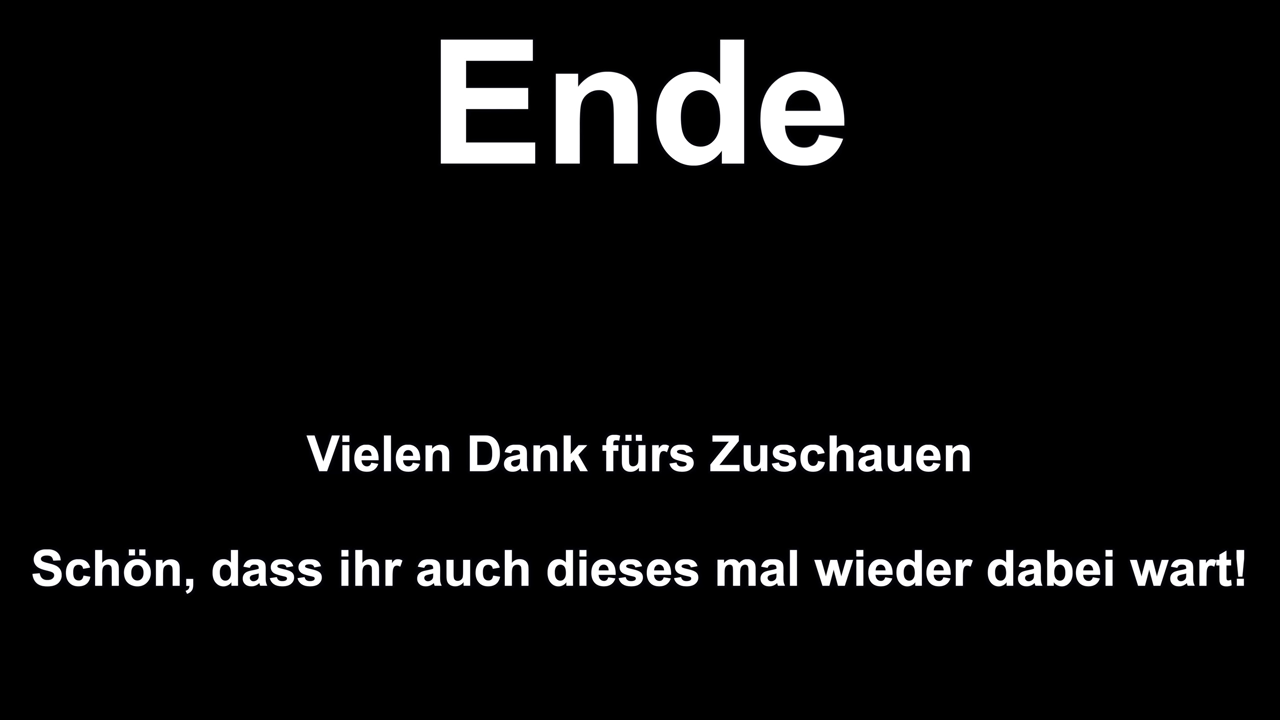 Ende
Vielen Dank fürs Zuschauen
Schön, dass ihr auch dieses mal wieder dabei wart!